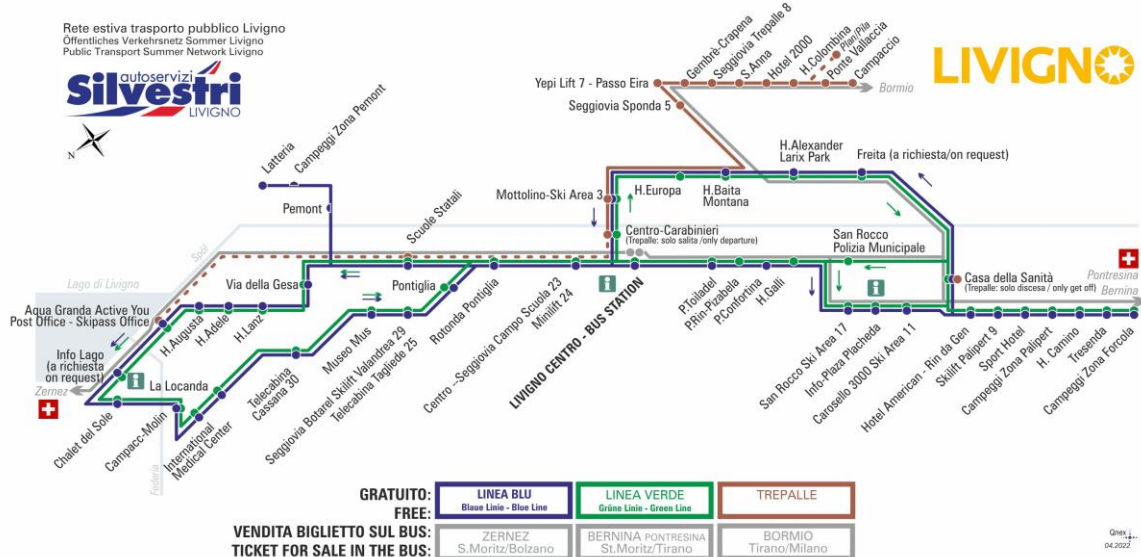 Rete estiva trasporto pubblico Livigno
Öffentliches Verkehrsnetz Sommer Livigno
Public Transport Summer Network Livigno
autoservizi
Silvestri
LIVIGNO
N
LIVIGNO
Yepi Lift 7 - Passo Eira
Gembrè-Crapena
Seggiovia Trepalle 8
S.Anna
Hotel 2000
H.Colombina
Plan/Pila
Ponte Vallaccia
Campaccio
Bormio
Seggiovia Sponda 5
Latteria
Campeggi Zona Pemont
Pemont
Mottolino-Ski Area 3
H.Europa
H.Baita
Montana
H.Alexander
Larix Park
Freita (a richiesta/on request)
Scuole Statali
Centro-Carabinieri
(Trepalle: solo salita /only departure)
San Rocco
Polizia Municipale
Casa della Sanità
(Trepalle: solo discesa / only get off)
Pontresina
Bernina
Spöl
Lago di Livigno
Aqua Granda Active You
Post Office - Skipass Office
Info Lago
(a richiesta
on request)
Zernez
Via della Gesa
H.Augusta
H.Adele
H.Lanz
Pontiglia
La Locanda
Chalet del Sole
Campacc-Molin
International
Medical Center
Federia
Telecabina
Cassana 30
Museo Mus
Seggiovia Botarel Skilift Valandrea 29
Telecabina Tagliede 25
Rotonda Pontiglia
Centro --Seggiovia Campo Scuola 23
Minilift 24
LIVIGNO CENTRO - BUS STATION
P.Toiladel
P.Rin-Pizabela
P.Confortina
H.Galli
San Rocco Ski Area 17
Info-Plaza Placheda
Carosello 3000 Ski Area 11
Hotel American - Rin da Gen
Skilift Palipert 9
Sport Hotel
Campeggi Zona Palipert
H. Camino
Tresenda
Campeggi Zona Forcola
GRATUITO:
FREE:
LINEA BLU
Blaue Linie - Blue Line
LINEA VERDE
Grüne Linie - Green Line
TREPALLE
VENDITA BIGLIETTO SUL BUS:
TICKET FOR SALE IN THE BUS:
ZERNEZ
S.Moritz/Bolzano
BERNINA PONTRESINA
St.Moritz/Tirano
BORMIO
Tirano/Milano
Qnex
04.2022